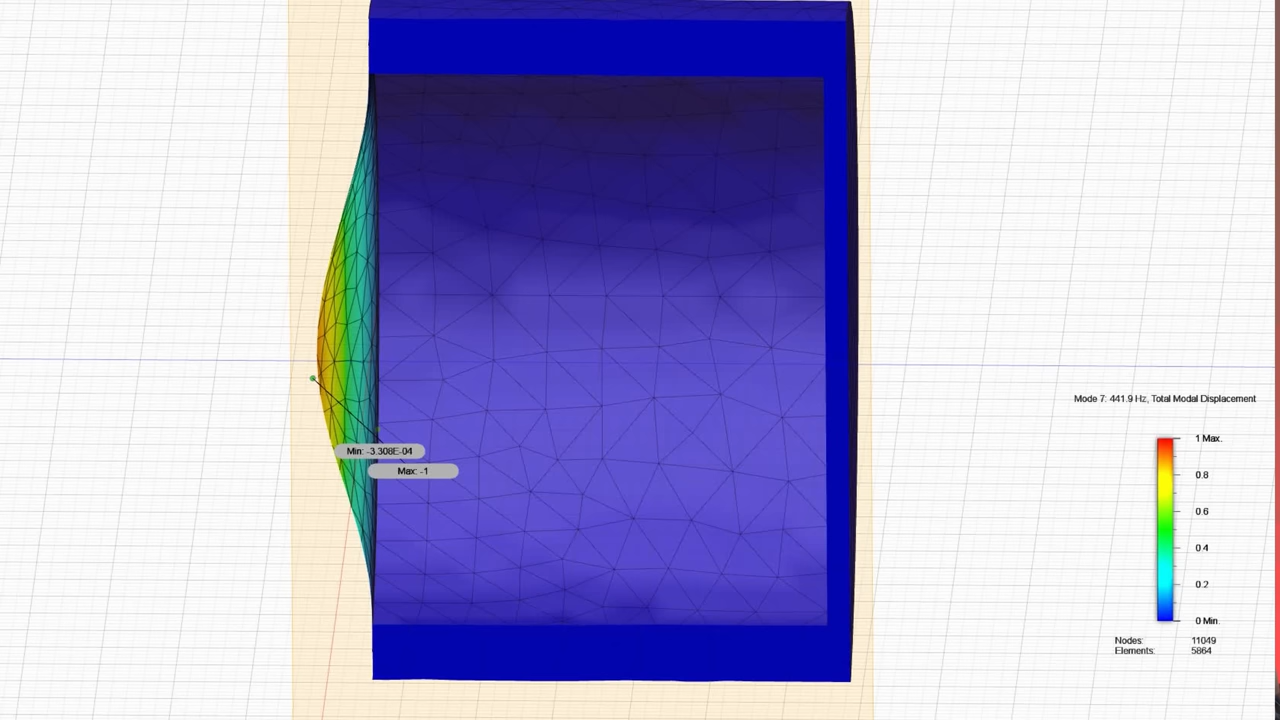 Mode 7: 441.9 Hz, Total Modal Displacement
1 Max.
0.8
Min: -3.308E-04
Max: -1
0.6
0.4
0.2
0 Min.
Nodes: 11049
Elements: 5864